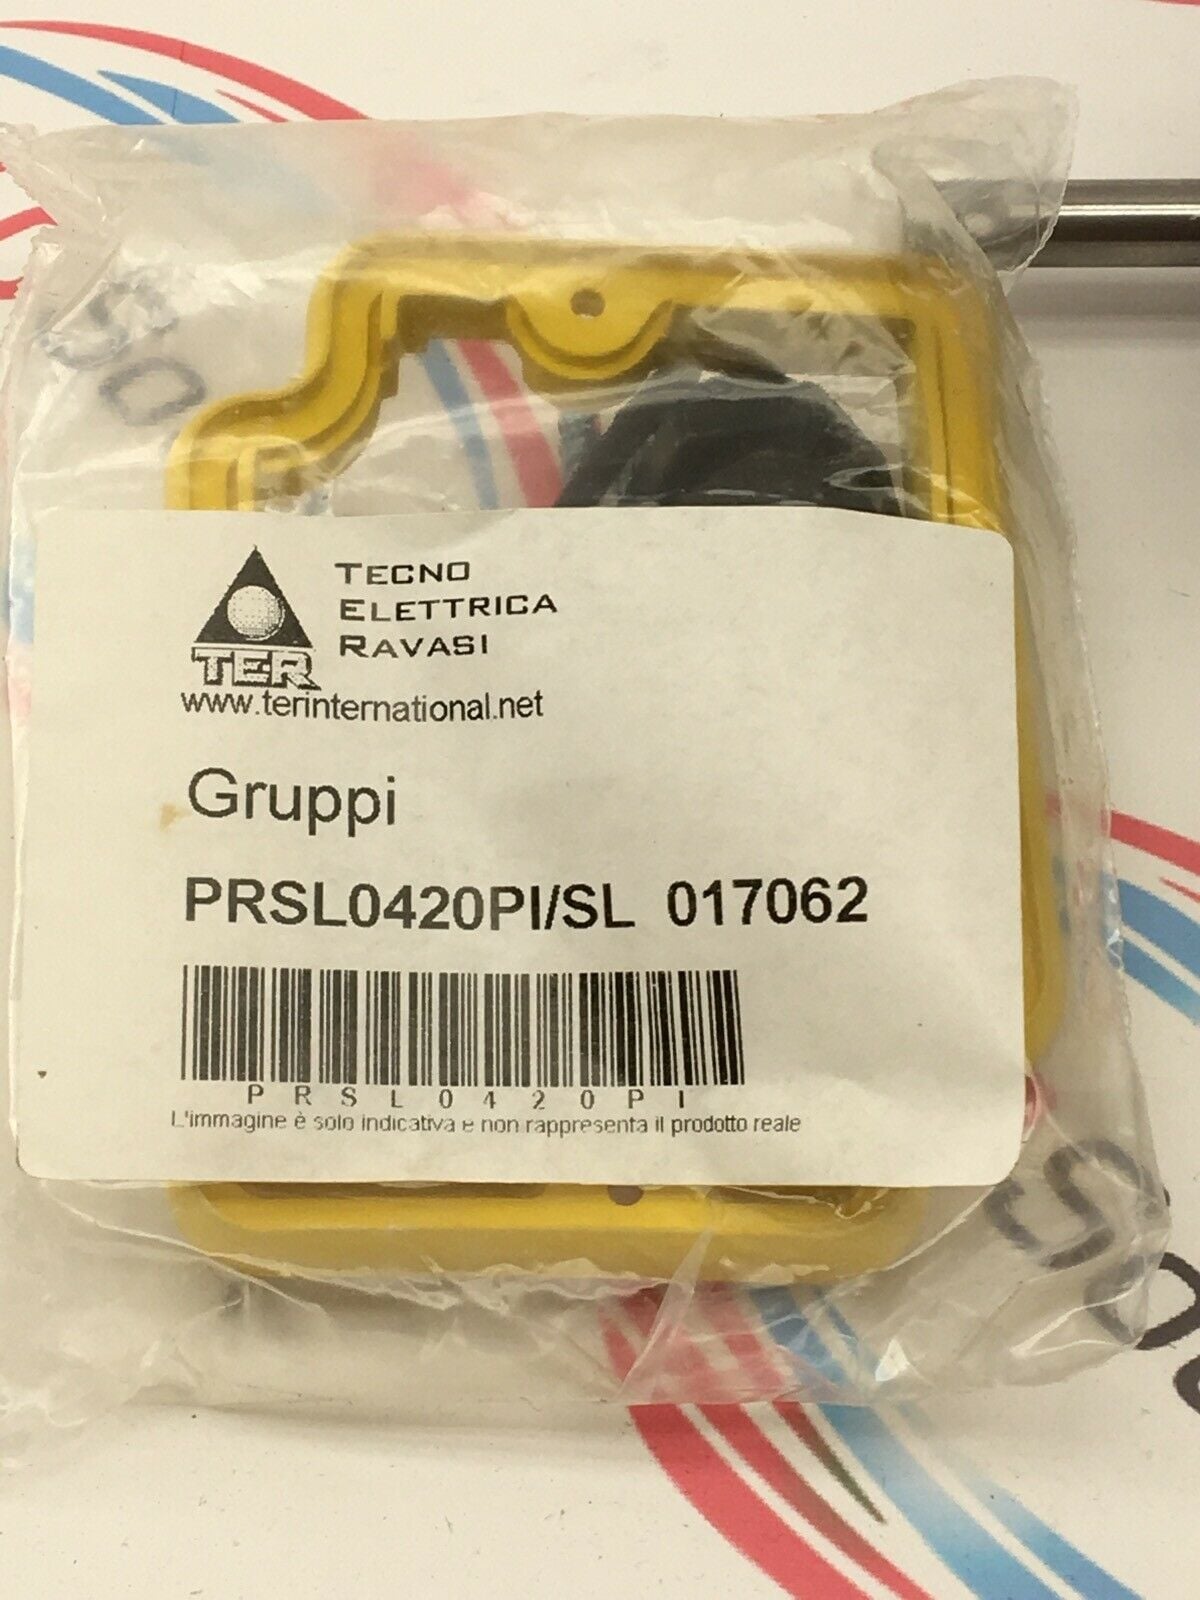 TECNO
ELETTRICA
RAVASI
TER
www.terinternational.net
Gruppi
PRSL0420PI/SL 017062
PRSL0420PI
L'immagine è solo indicativa e non rappresenta il prodotto reale